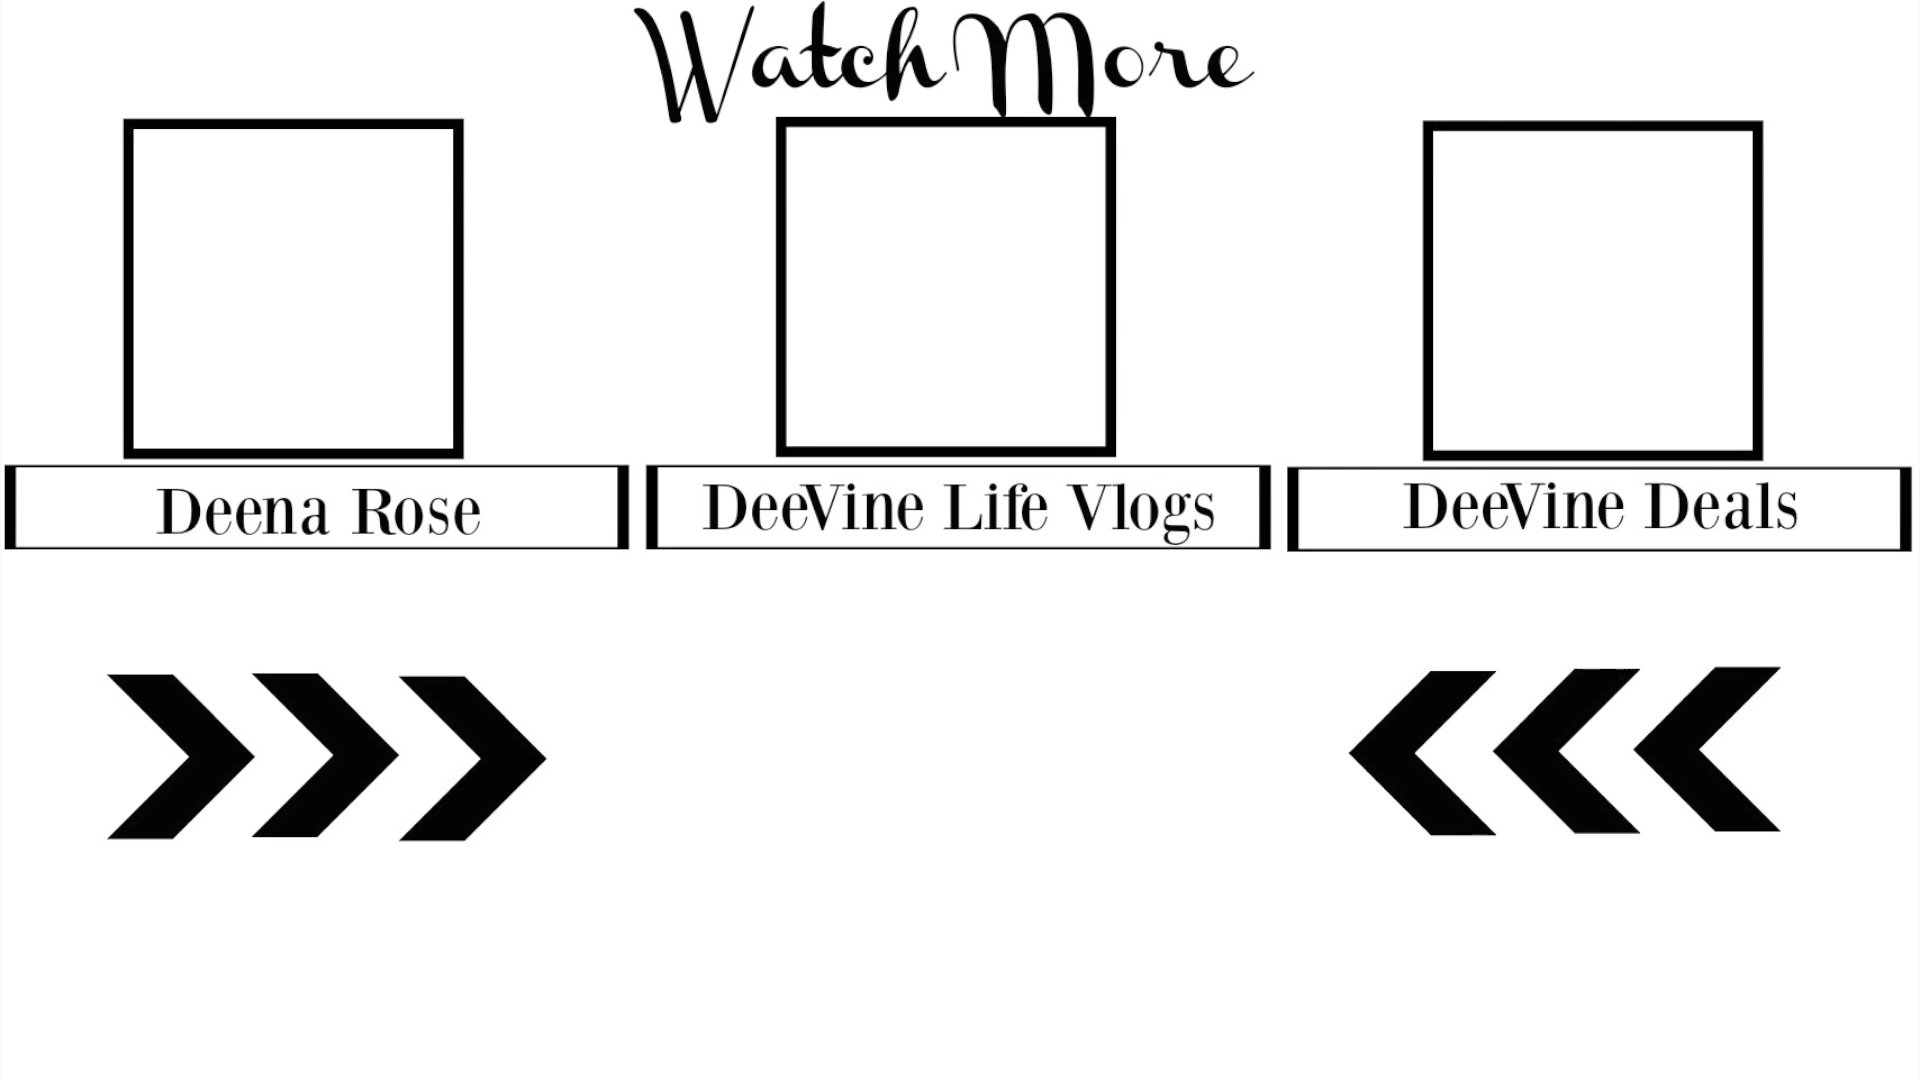 Watch More
Deena Rose
DeeVine Life Vlogs
DeeVine Deals